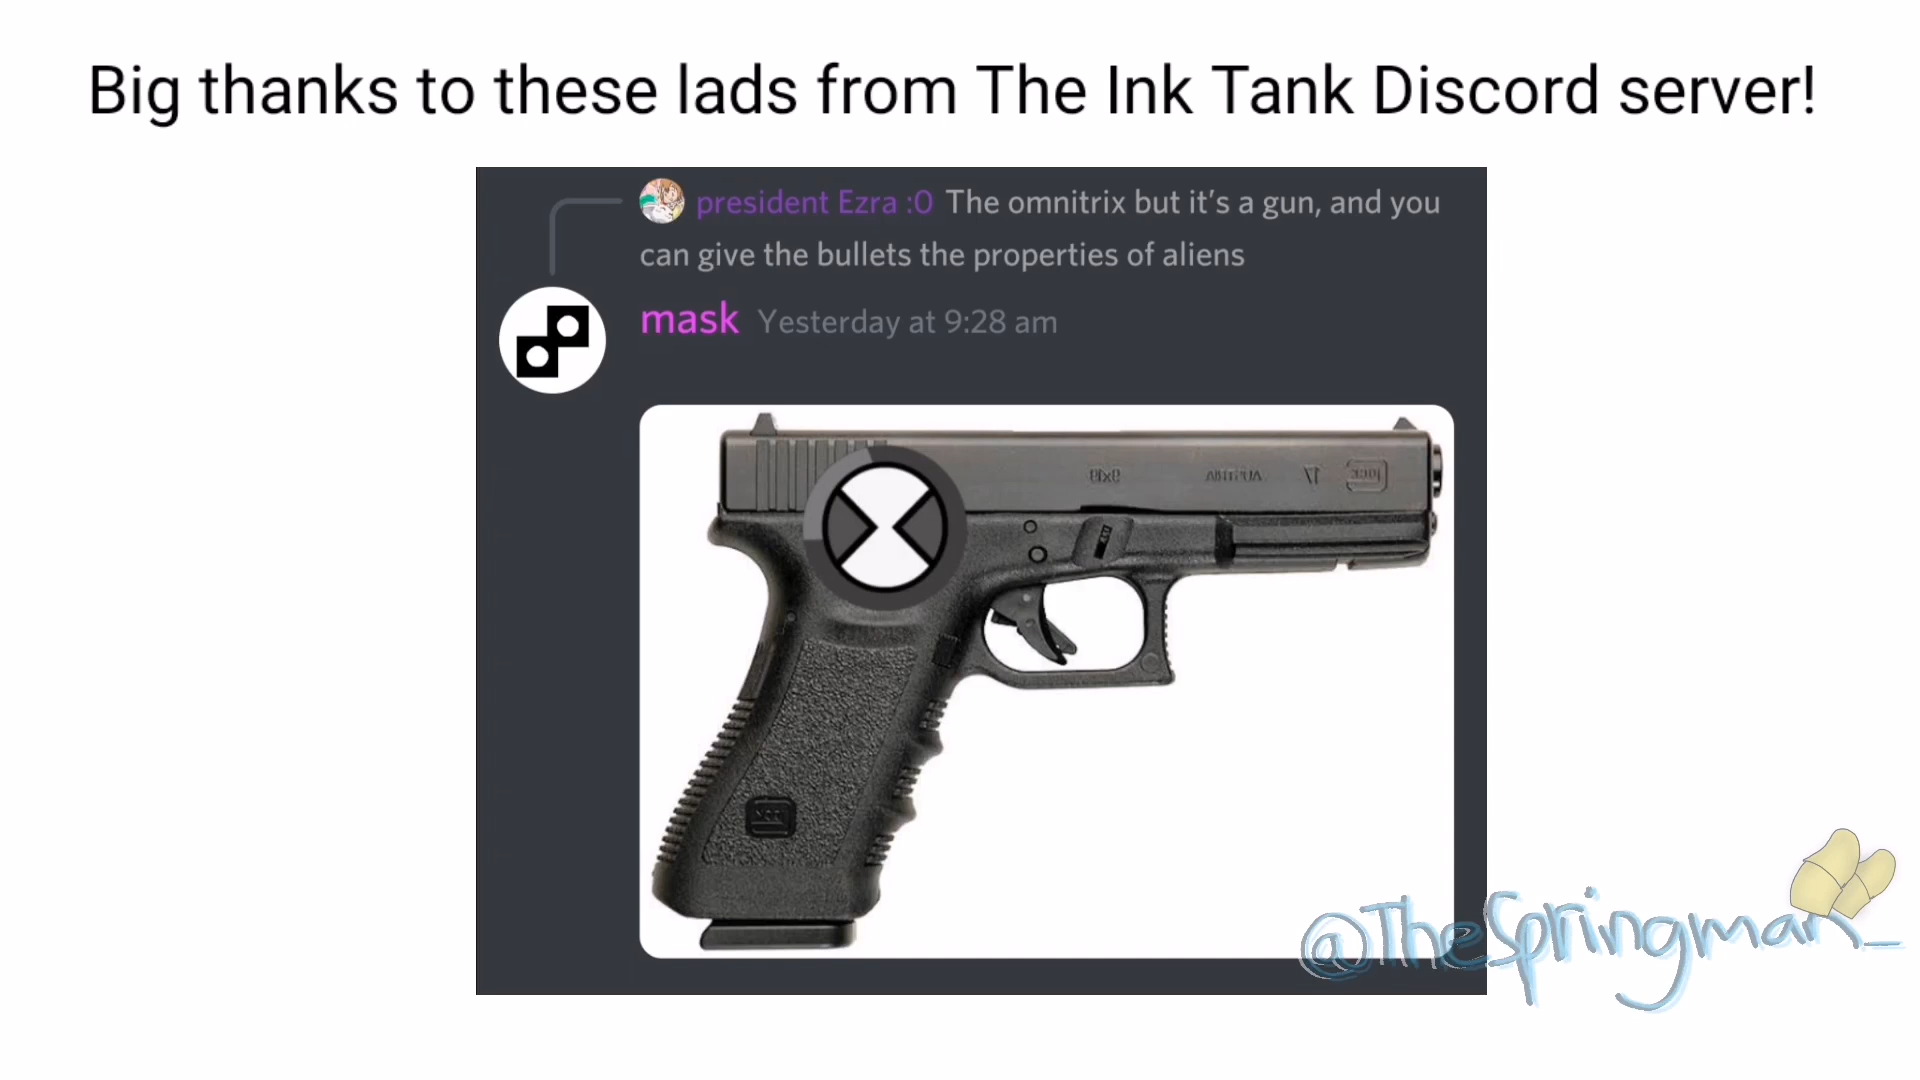 Big thanks to these lads from The Ink Tank Discord server!
president Ezra :0 The omnitrix but it's a gun, and you
can give the bullets the properties of aliens
mask Yesterday at 9:28 am
@TheSpringman_